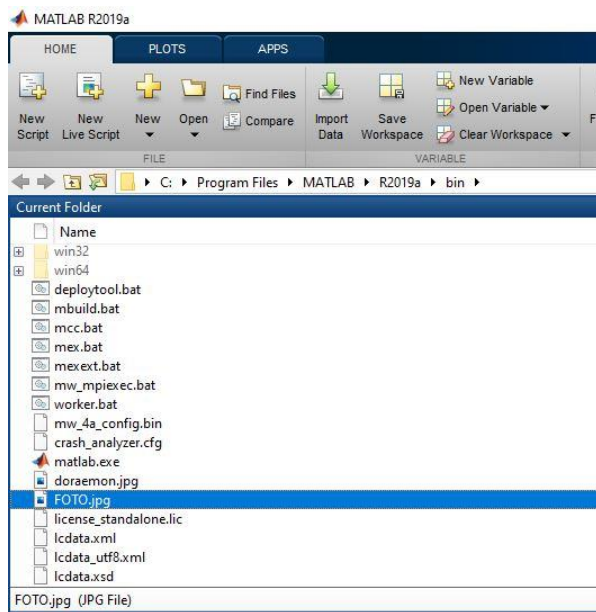 MATLAB R2019a
HOME PLOTS APPS
New Script
New Live Script
New
Open
Find Files
Compare
Import Data
Save Workspace
New Variable
Open Variable
Clear Workspace
F
FILE VARIABLE
C: Program Files MATLAB R2019a bin
Current Folder
Name
win32
win64
deploytool.bat
mbuild.bat
mcc.bat
mex.bat
mexext.bat
mw_mpiexec.bat
worker.bat
mw_4a_config.bin
crash_analyzer.cfg
matlab.exe
doraemon.jpg
FOTO.jpg
license_standalone.lic
lcdata.xml
lcdata_utf8.xml
lcdata.xsd
FOTO.jpg (JPG File)